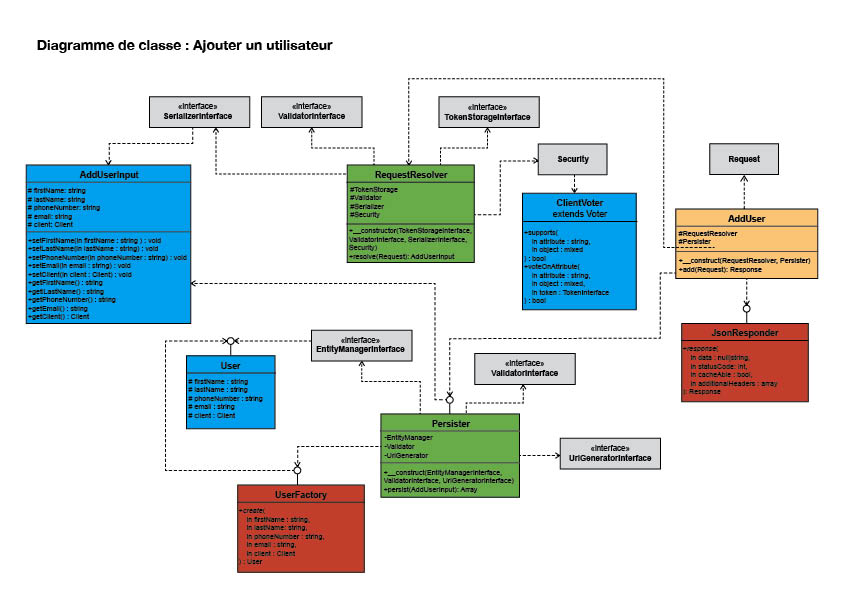 Diagramme de classe : Ajouter un utilisateur
«Interface»
SerializerInterface
«Interface»
ValidatorInterface
«Interface»
TokenStorageInterface
Security
Request
AddUserInput
# firstName: string
# lastName: string
# phoneNumber: string
# email: string
# client: Client
+setFirstName(in firstName : string ) : void
+setLastName(in lastName : string) : void
+setPhoneNumber(in phoneNumber : string) : void
+setEmail(in email : string) : void
+setClient(in client : Client) : void
+getFirstName() : string
+getLastName() : string
+getPhoneNumber() : string
+getEmail() : string
+getClient() : Client
RequestResolver
#TokenStorage
#Validator
#Serializer
#Security
+__constructor(TokenStorageInterface,
ValidatorInterface, SerializerInterface,
Security)
+resolve(Request): AddUserInput
ClientVoter
extends Voter
+supports(
in attribute : string,
in object : mixed
) : bool
+voteOnAttribute(
in attribute : string,
in object : mixed,
in token : TokenInterface
) : bool
AddUser
#RequestResolver
#Persister
+__construct(RequestResolver, Persister)
+add(Request): Response
JsonResponder
+response(
in data : null|string,
in statusCode: int,
in cacheAble : bool,
in additionalHeaders : array
): Response
«Interface»
EntityManagerInterface
User
# firstName : string
# lastName : string
# phoneNumber : string
# email : string
# client : Client
«Interface»
ValidatorInterface
Persister
-EntityManager
-Validator
-UrlGenerator
+__construct(EntityManagerInterface,
ValidatorInterface, UrlGeneratorInterface)
+persist(AddUserInput): Array
«Interface»
UrlGeneratorInterface
UserFactory
+create(
in firstName : string,
in lastName: string,
in phoneNumber : string,
in email : string,
in client : Client
) : User